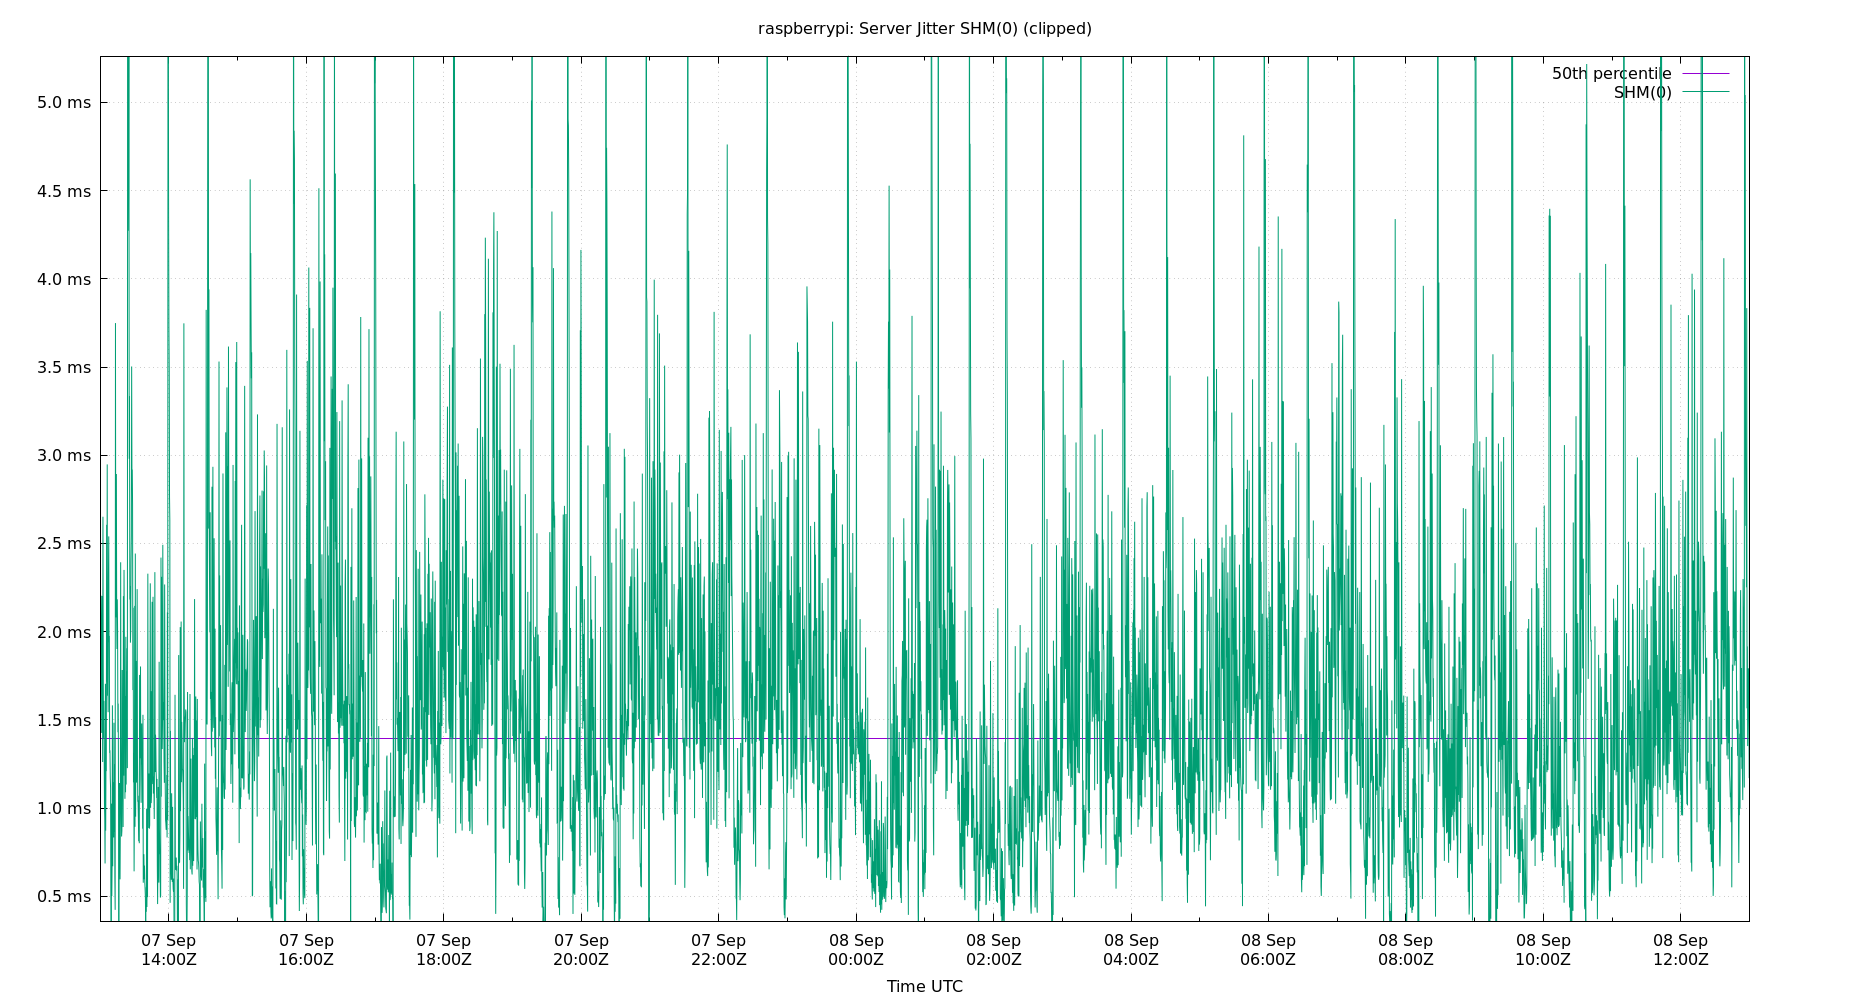 raspberrypi: Server Jitter SHM(0) (clipped)
50th percentile
SHM(0)
5.0 ms
4.5 ms
4.0 ms
3.5 ms
3.0 ms
2.5 ms
2.0 ms
1.5 ms
1.0 ms
0.5 ms
07 Sep 07 Sep 07 Sep 07 Sep 07 Sep 08 Sep 08 Sep 08 Sep 08 Sep 08 Sep 08 Sep 08 Sep
14:00Z 16:00Z 18:00Z 20:00Z 22:00Z 00:00Z 02:00Z 04:00Z 06:00Z 08:00Z 10:00Z 12:00Z
Time UTC